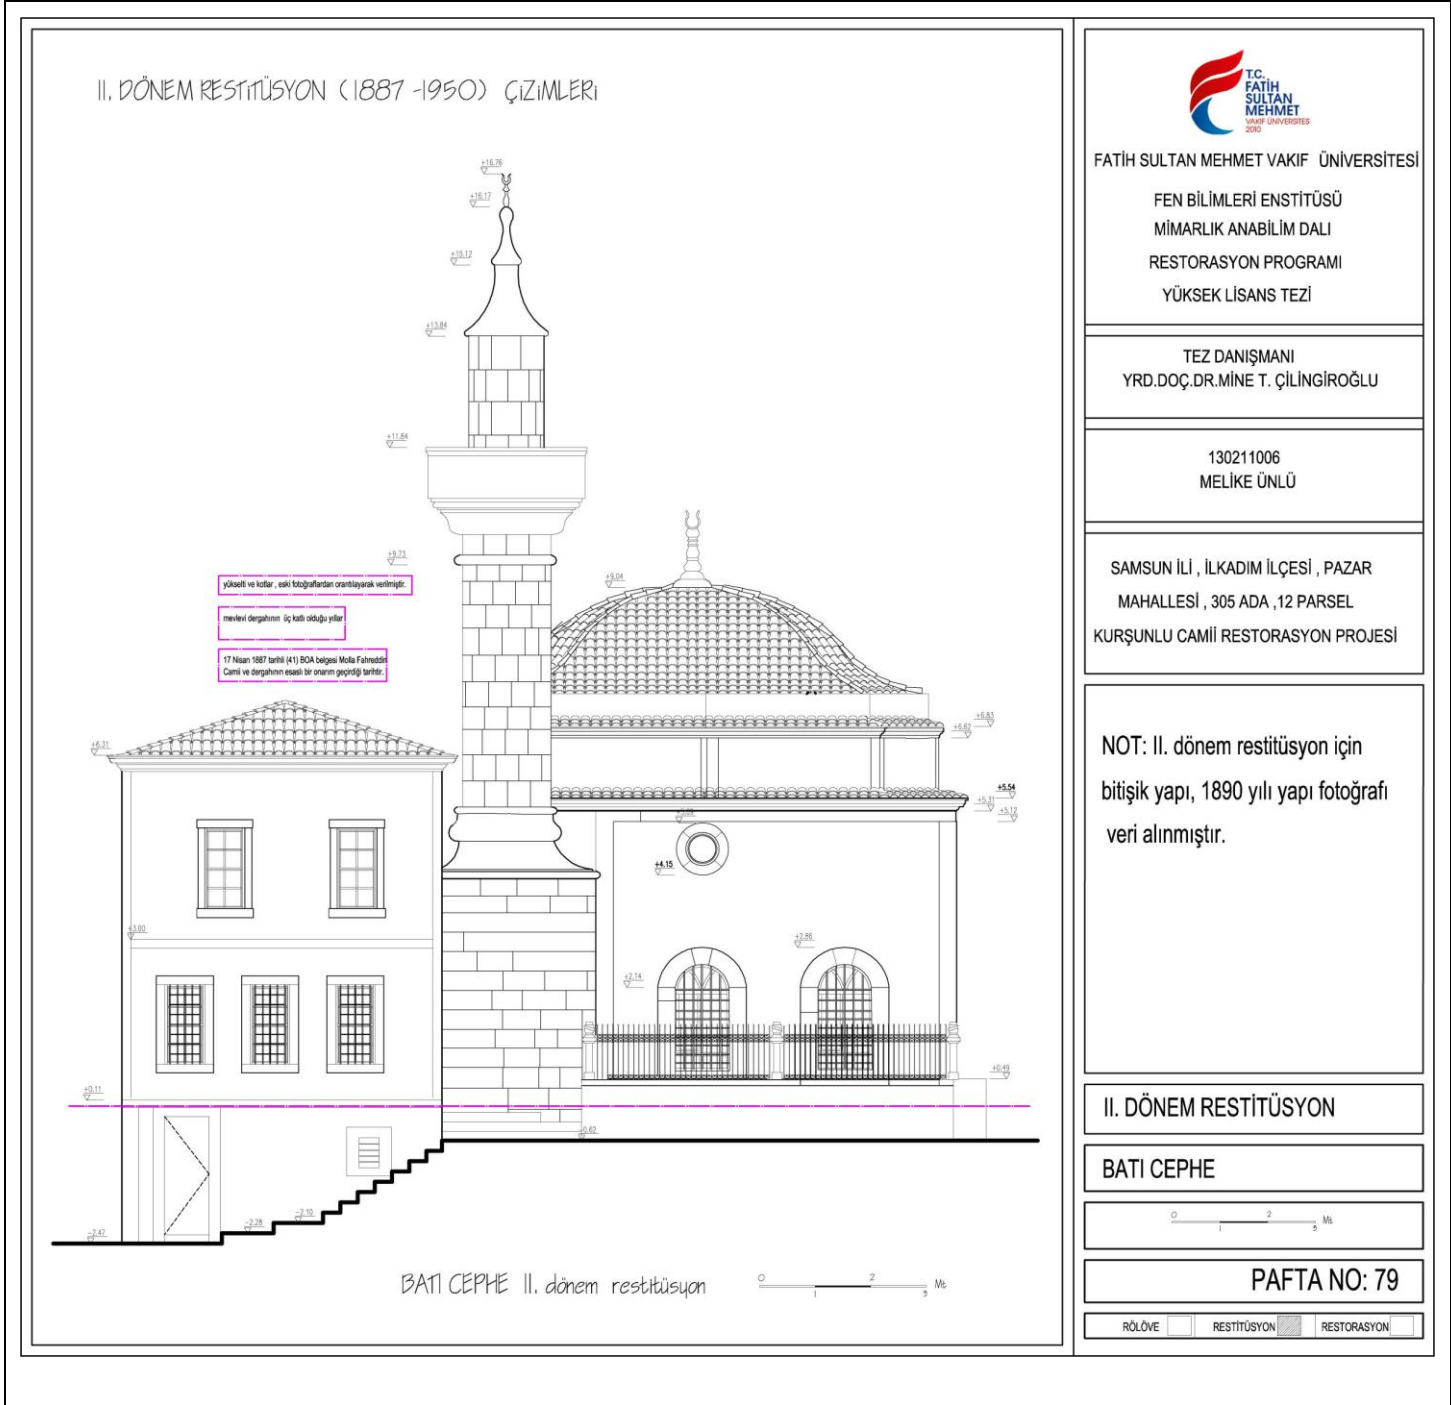 II. DÖNEM RESTİTÜSYON (1887-1950) ÇİZİMLERİ
+16.76
+16.17
+15.12
+13.84
+11.84
+9.73
+9.04
yükselti ve kotlar , eski fotoğraflardan orantılayarak verilmiştir.
mevlevi dergahının üç katlı olduğu yıllar
17 Nisan 1887 tarihli (41) BOA belgesi Molla Fahreddin
Camii ve dergahının esaslı bir onarım geçirdiği tarihtir.
+6.83
+6.62
+6.21
+5.54
+5.31
+5.12
+4.15
+3.00
+2.86
+2.14
+0.49
+0.11
-0.62
-2.10
-2.28
-2.47
BATI CEPHE II. dönem restitüsyon
0 2 Mt
1 3
T.C.
FATİH
SULTAN
MEHMET
VAKIF ÜNİVERSİTES
2010
FATİH SULTAN MEHMET VAKIF ÜNİVERSİTESİ
FEN BİLİMLERİ ENSTİTÜSÜ
MİMARLIK ANABİLİM DALI
RESTORASYON PROGRAMI
YÜKSEK LİSANS TEZİ
TEZ DANIŞMANI
YRD.DOÇ.DR.MİNE T. ÇİLİNGİROĞLU
130211006
MELİKE ÜNLÜ
SAMSUN İLİ , İLKADIM İLÇESİ , PAZAR
MAHALLESİ , 305 ADA ,12 PARSEL
KURŞUNLU CAMİİ RESTORASYON PROJESİ
NOT: II. dönem restitüsyon için
bitişik yapı, 1890 yılı yapı fotoğrafı
veri alınmıştır.
II. DÖNEM RESTİTÜSYON
BATI CEPHE
0 2 Mt
1 3
PAFTA NO: 79
RÖLÖVE RESTİTÜSYON RESTORASYON